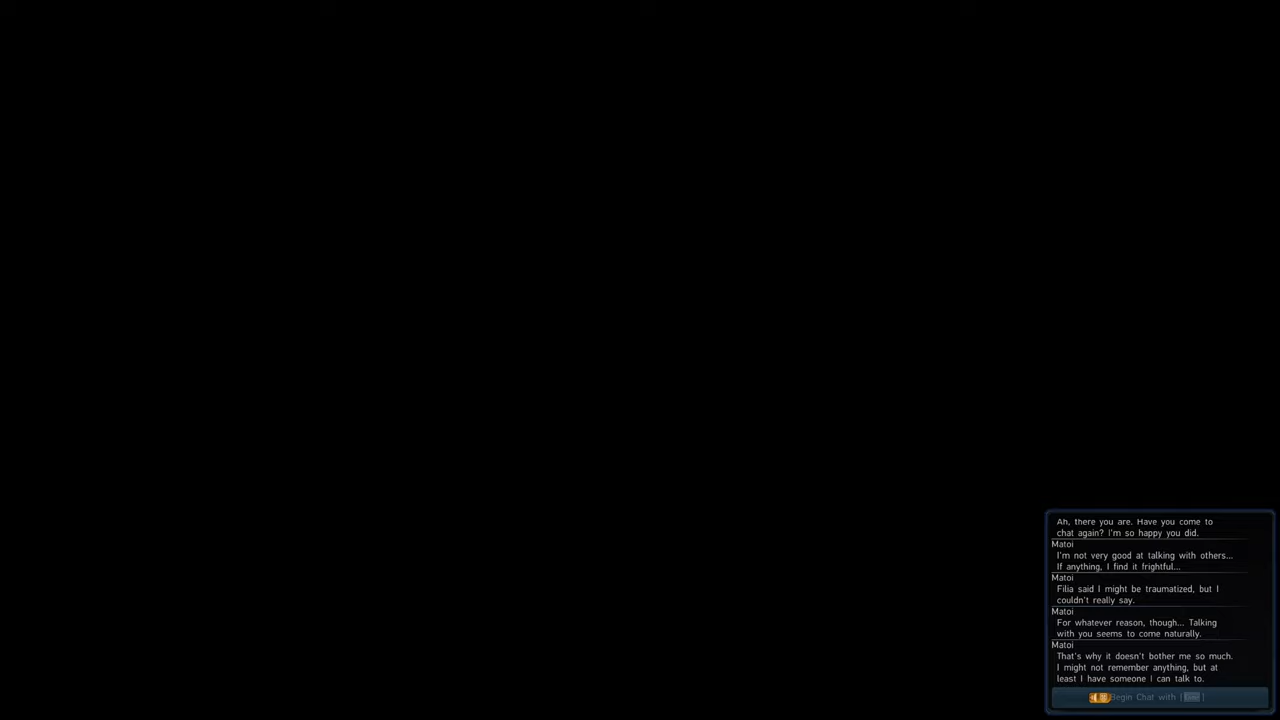 Ah, there you are. Have you come to
chat again? I'm so happy you did.
Matoi
I'm not very good at talking with others...
If anything, I find it frightful...
Matoi
Filia said I might be traumatized, but I
couldn't really say.
Matoi
For whatever reason, though... Talking
with you seems to come naturally.
Matoi
That's why it doesn't bother me so much.
I might not remember anything, but at
least I have someone I can talk to.
Begin Chat with [ ]